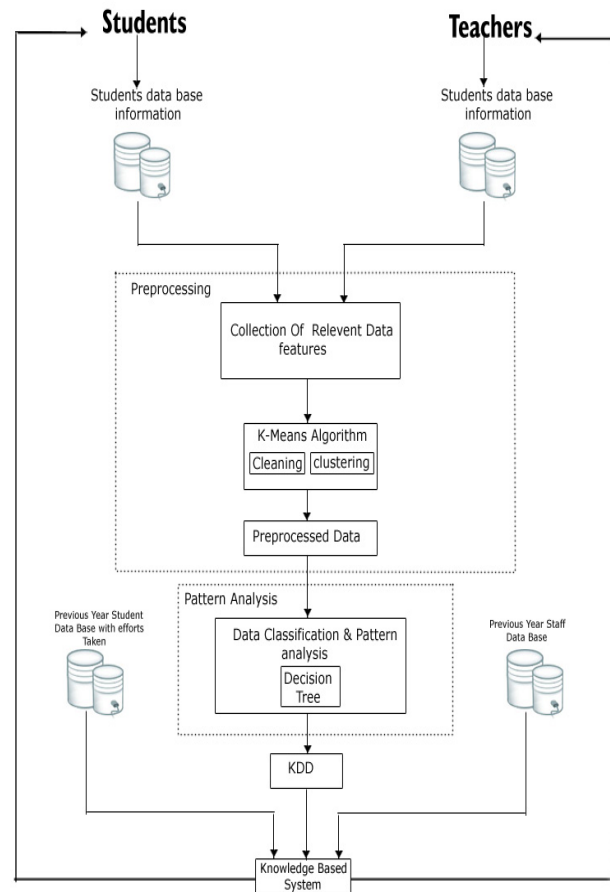 Students
Teachers
Students data base
information
Students data base
information
Preprocessing
Collection Of Relevent Data
features
K-Means Algorithm
Cleaning
clustering
Preprocessed Data
Pattern Analysis
Previous Year Student
Data Base with efforts
Taken
Data Classification & Pattern
analysis
Decision
Tree
Previous Year Staff
Data Base
KDD
Knowledge Based
System